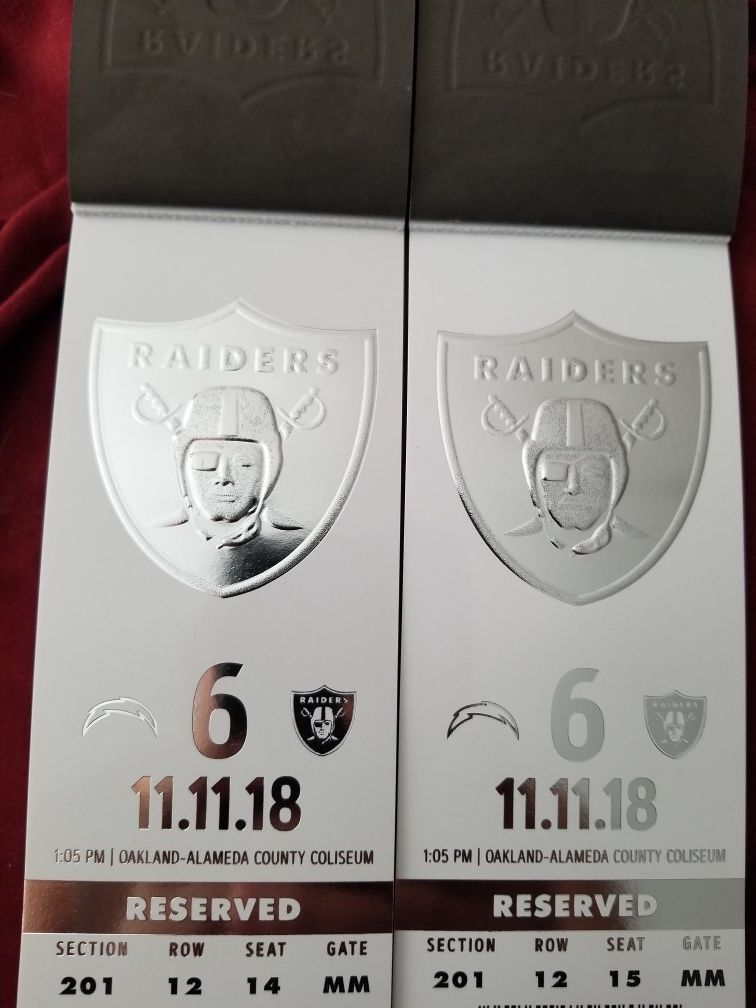 RAIDERS
RAIDERS
RAIDERS
6
RAIDERS
11.11.18
1:05 PM | OAKLAND-ALAMEDA COUNTY COLISEUM
RESERVED
SECTION ROW SEAT GATE
201 12 14 MM
RAIDERS
6
RAIDERS
11.11.18
1:05 PM | OAKLAND-ALAMEDA COUNTY COLISEUM
RESERVED
SECTION ROW SEAT GATE
201 12 15 MM